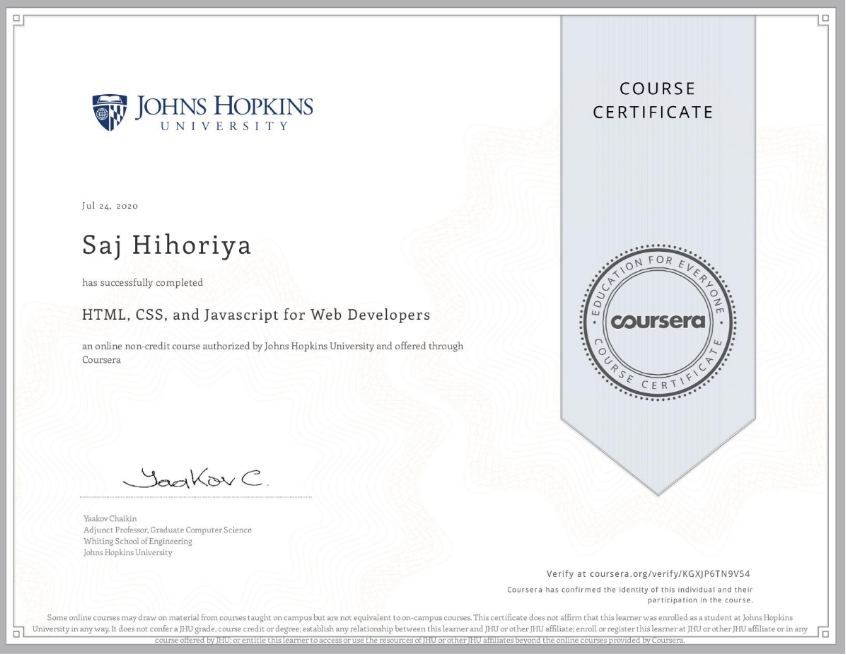 JOHNS HOPKINS
UNIVERSITY
COURSE
CERTIFICATE
Jul 24, 2020
Saj Hihoriya
has successfully completed
HTML, CSS, and Javascript for Web Developers
an online non-credit course authorized by Johns Hopkins University and offered through
Coursera
EDUCATION FOR EVERYONE
coursera
COURSE CERTIFICATE
Yaakov C.
Yaakov Chaikin
Adjunct Professor, Graduate Computer Science
Whiting School of Engineering
Johns Hopkins University
Verify at coursera.org/verify/KGXJP6TN9V54
Coursera has confirmed the identity of this individual and their
participation in the course.
Some online courses may draw on material from courses taught on campus but are not equivalent to on-campus courses. This certificate does not affirm that this learner was enrolled as a student at Johns Hopkins
University in any way. It does not confer a JHU grade, course credit or degree; establish any relationship between this learner and JHU or other JHU affiliate; enroll or register this learner at JHU or other JHU affiliate or in any
course offered by JHU; or entitle this learner to access or use the resources of JHU or other JHU affiliates beyond the online courses provided by Coursera.